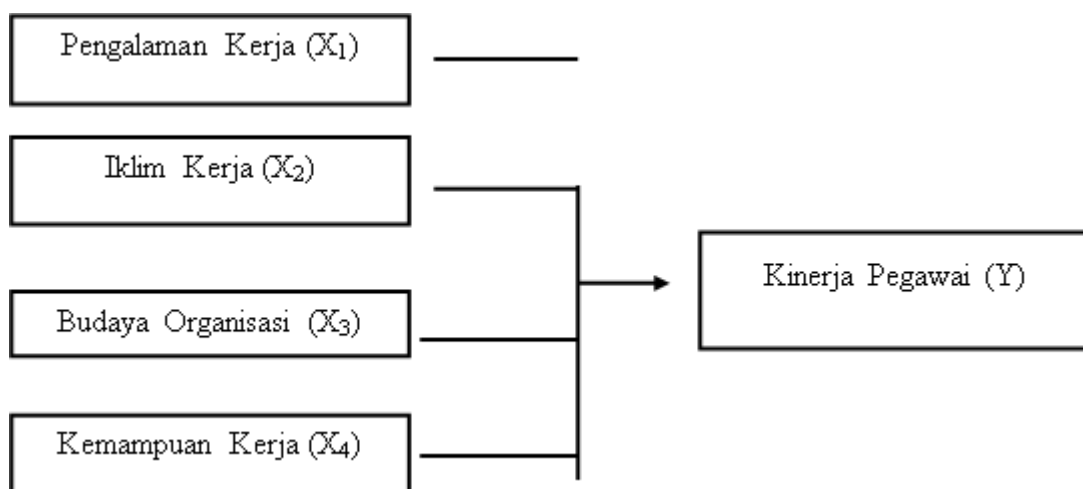 Pengalaman Kerja (X₁)
Iklim Kerja (X₂)
Budaya Organisasi (X₃)
Kinerja Pegawai (Y)
Kemampuan Kerja (X₄)